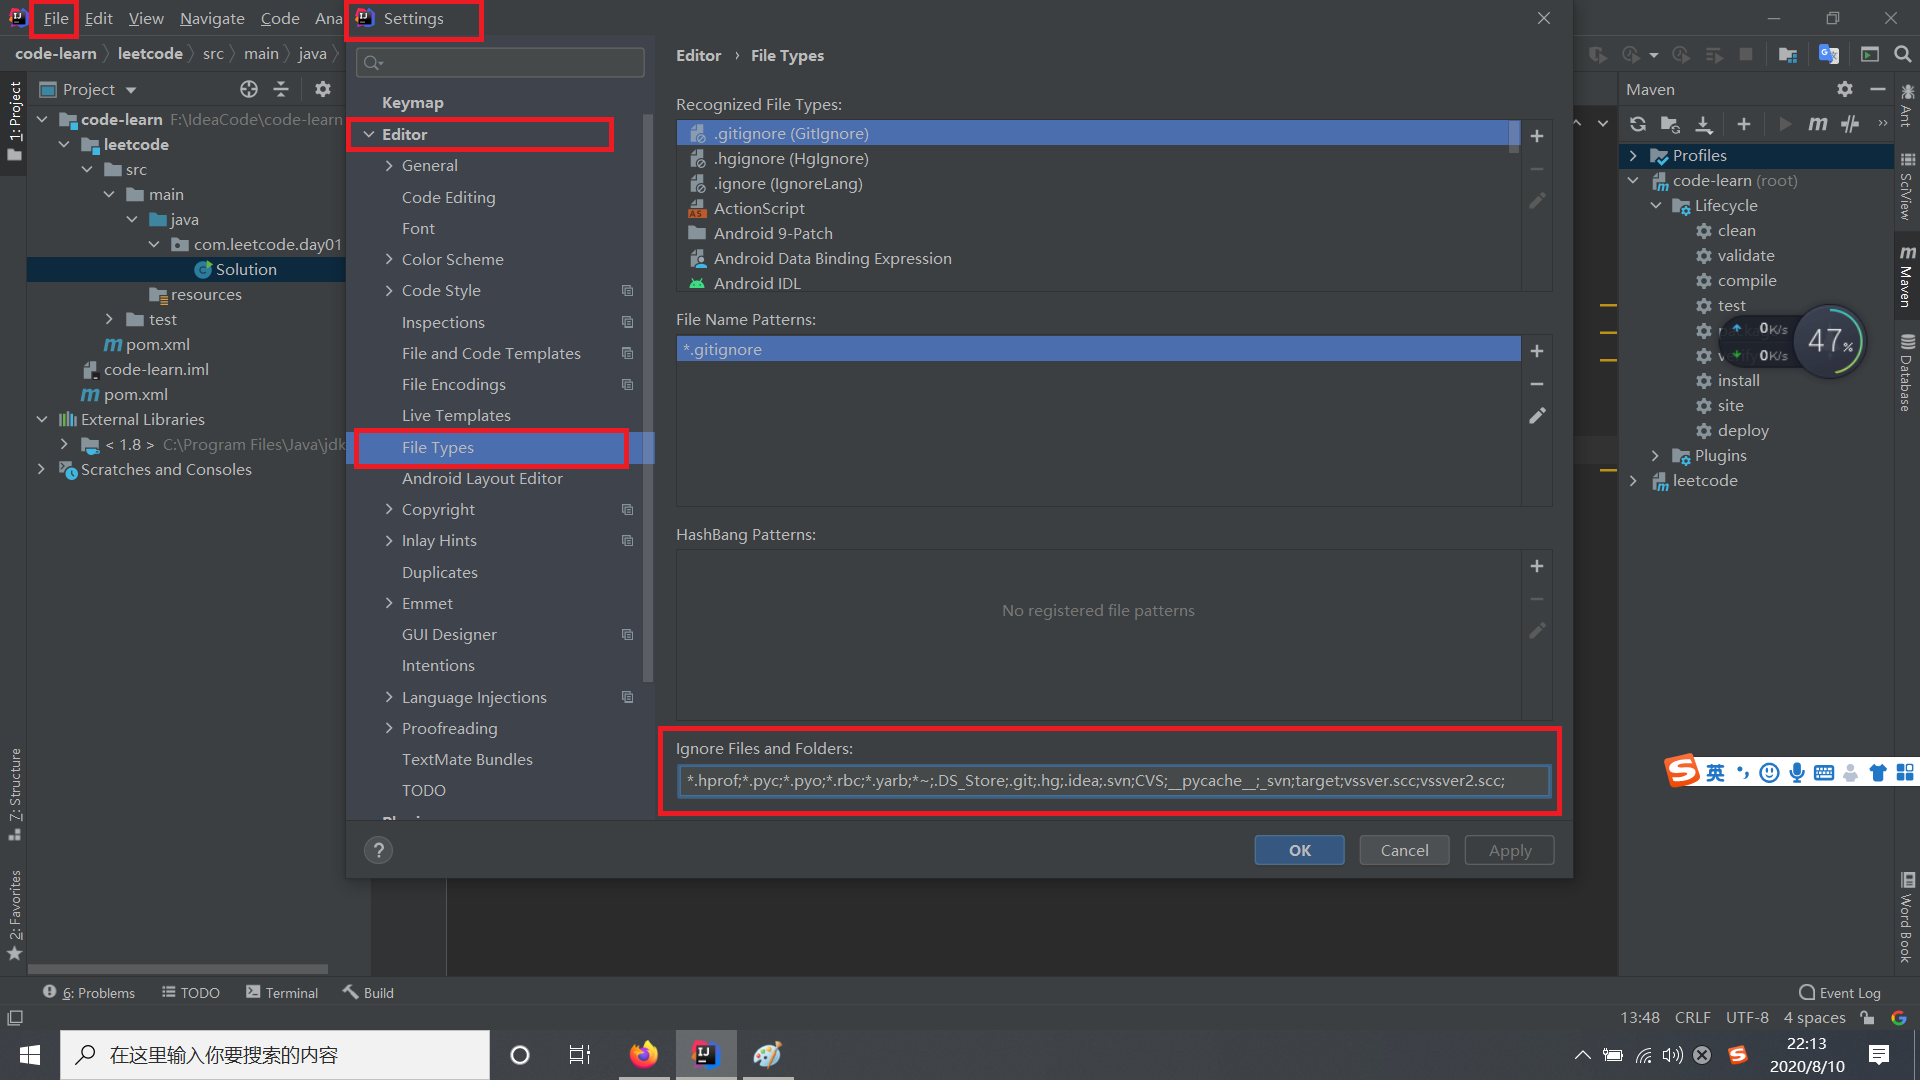 File Edit View Navigate Code Ana
Settings
code-learn leetcode src main java
Project
Keymap
Editor
General
Code Editing
Font
Color Scheme
Code Style
Inspections
File and Code Templates
File Encodings
Live Templates
File Types
Android Layout Editor
Copyright
Inlay Hints
Duplicates
Emmet
GUI Designer
Intentions
Language Injections
Proofreading
TextMate Bundles
TODO
1: Project
code-learn F:\IdeaCode\code-learn
leetcode
src
main
java
com.leetcode.day01
Solution
resources
test
pom.xml
code-learn.iml
pom.xml
External Libraries
< 1.8 > C:\Program Files\Java\jdk
Scratches and Consoles
7: Structure
2: Favorites
Editor › File Types
Recognized File Types:
.gitignore (GitIgnore)
.hgignore (HgIgnore)
.ignore (IgnoreLang)
ActionScript
Android 9-Patch
Android Data Binding Expression
Android IDL
File Name Patterns:
*.gitignore
HashBang Patterns:
No registered file patterns
Ignore Files and Folders:
*.hprof;*.pyc;*.pyo;*.rbc;*.yarb;*~;.DS_Store;.git;.hg;.idea;.svn;CVS;__pycache__;_svn;target;vssver.scc;vssver2.scc;
?
OK
Cancel
Apply
Maven
Profiles
code-learn (root)
Lifecycle
clean
validate
compile
test
install
site
deploy
Plugins
leetcode
0K/s
0K/s
47%
Ant
SciView
Maven
Database
Word Book
英
6: Problems TODO Terminal Build
Event Log
13:48 CRLF UTF-8 4 spaces
在这里输入你要搜索的内容
22:13
2020/8/10